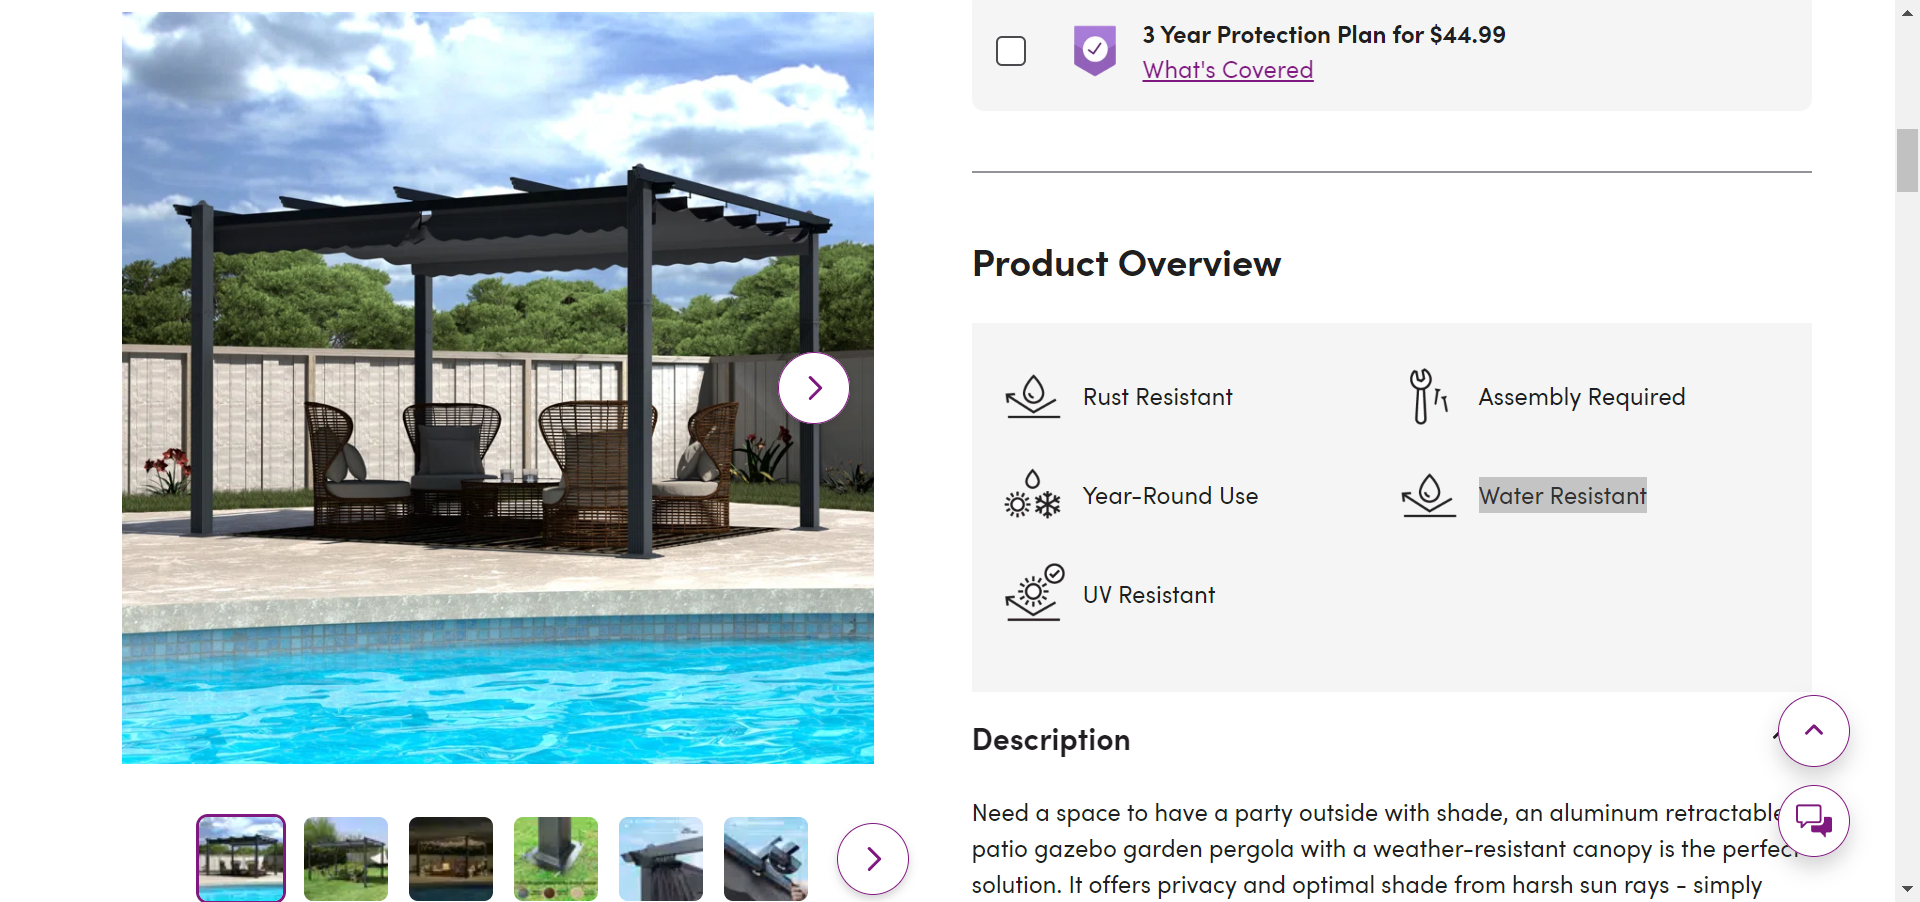 3 Year Protection Plan for $44.99
What's Covered
Product Overview
Rust Resistant
Assembly Required
Year-Round Use
Water Resistant
UV Resistant
Description
Need a space to have a party outside with shade, an aluminum retractable
patio gazebo garden pergola with a weather-resistant canopy is the perfect
solution. It offers privacy and optimal shade from harsh sun rays - simply